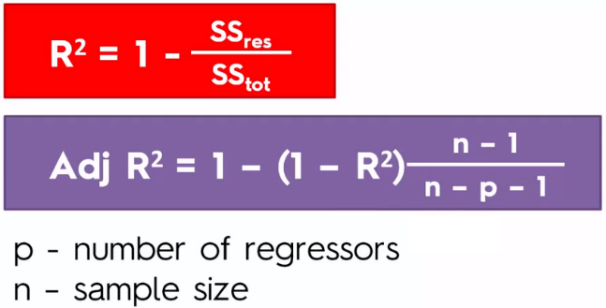 R² = 1 - SSres / SStot
Adj R² = 1 – (1 – R²) n – 1 / n – p – 1
p - number of regressors
n - sample size